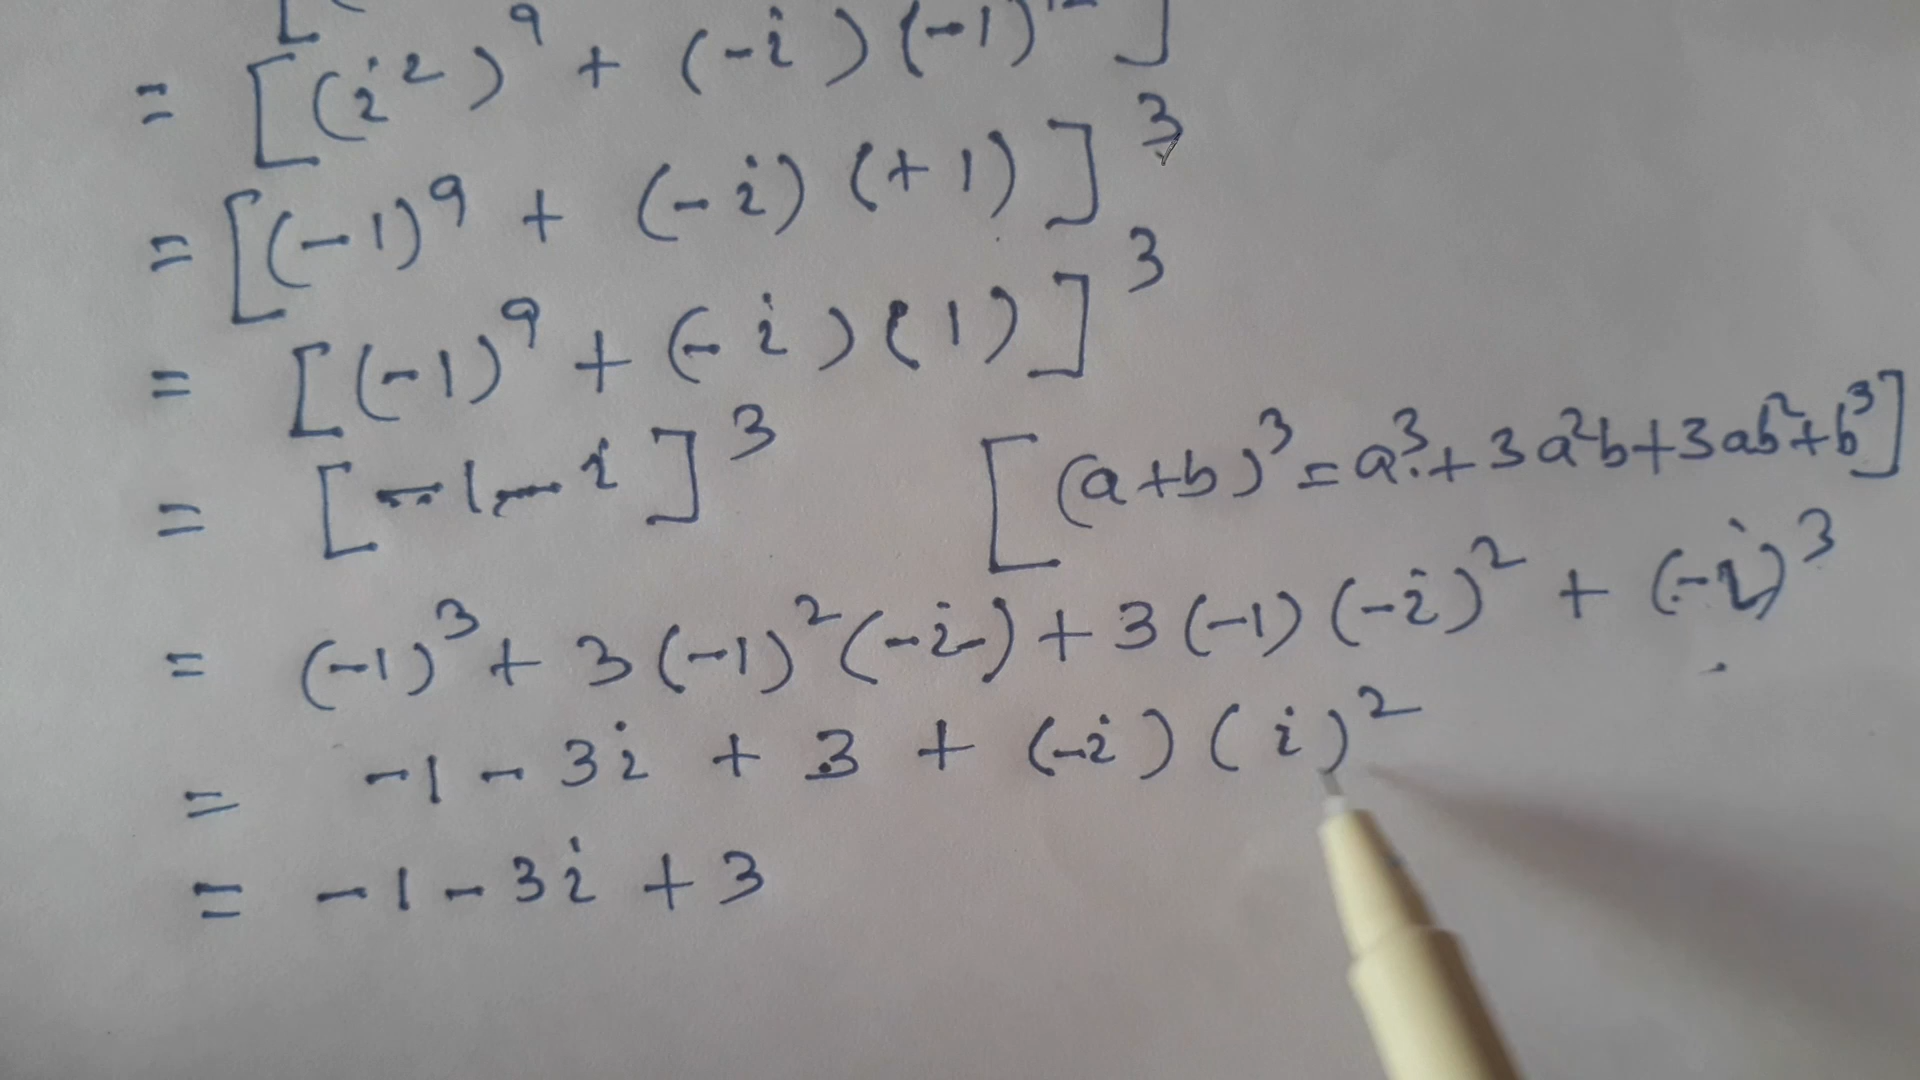 = [(i²)⁹ + (-i)(-1)¹²]
= [(-1)⁹ + (-i)(+1)]³
= [(-1)⁹ + (-i)(1)]³
= [-1-i]³ [(a+b)³=a³+3a²b+3ab²+b³]
= (-1)³+3(-1)²(-i)+3(-1)(-i)²+(-i)³
= -1-3i+3+(-i)(i)²
= -1-3i+3